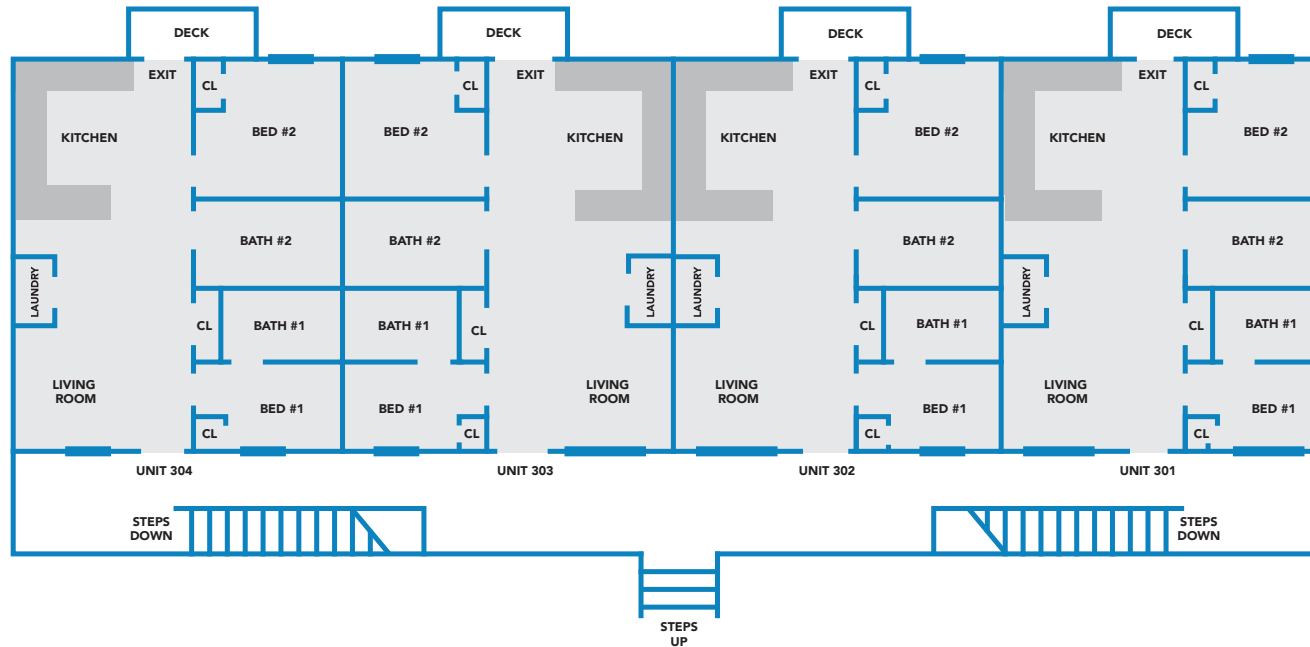 DECK
DECK
DECK
DECK
EXIT
CL
CL
EXIT
EXIT
CL
EXIT
CL
KITCHEN
BED #2
BED #2
KITCHEN
KITCHEN
BED #2
KITCHEN
BED #2
BATH #2
BATH #2
BATH #2
BATH #2
LAUNDRY
LAUNDRY
LAUNDRY
LAUNDRY
CL
BATH #1
BATH #1
CL
CL
BATH #1
CL
BATH #1
LIVING
ROOM
BED #1
BED #1
LIVING
ROOM
LIVING
ROOM
BED #1
LIVING
ROOM
BED #1
CL
CL
CL
CL
UNIT 304
UNIT 303
UNIT 302
UNIT 301
STEPS
DOWN
STEPS
DOWN
STEPS
UP